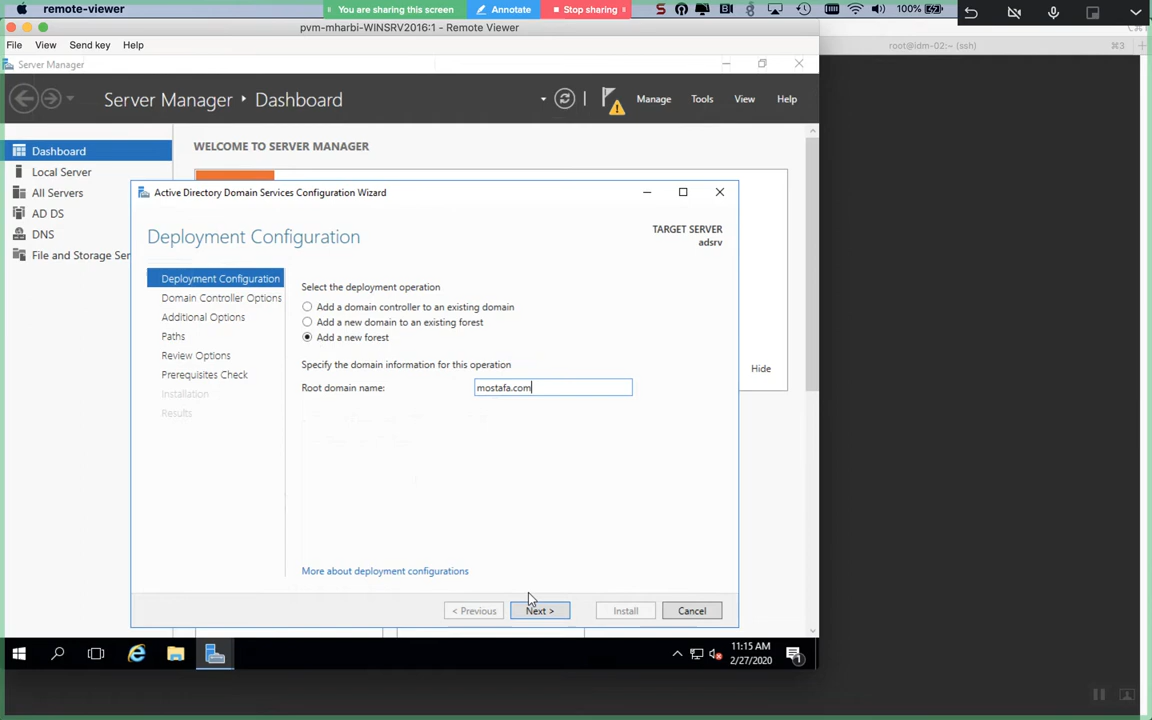 remote-viewer
You are sharing this screen
Annotate
Stop sharing
100%
pvm-mharbi-WINSRV2016:1 - Remote Viewer
File View Send key Help
root@idm-02:~ (ssh)
⌘3
Server Manager
Server Manager • Dashboard
Manage Tools View Help
Dashboard
Local Server
All Servers
AD DS
DNS
File and Storage Ser
WELCOME TO SERVER MANAGER
Hide
Active Directory Domain Services Configuration Wizard
Deployment Configuration
TARGET SERVER
adsrv
Deployment Configuration
Domain Controller Options
Additional Options
Paths
Review Options
Prerequisites Check
Installation
Results
Select the deployment operation
Add a domain controller to an existing domain
Add a new domain to an existing forest
Add a new forest
Specify the domain information for this operation
Root domain name: mostafa.com
More about deployment configurations
< Previous Next > Install Cancel
11:15 AM
2/27/2020
1